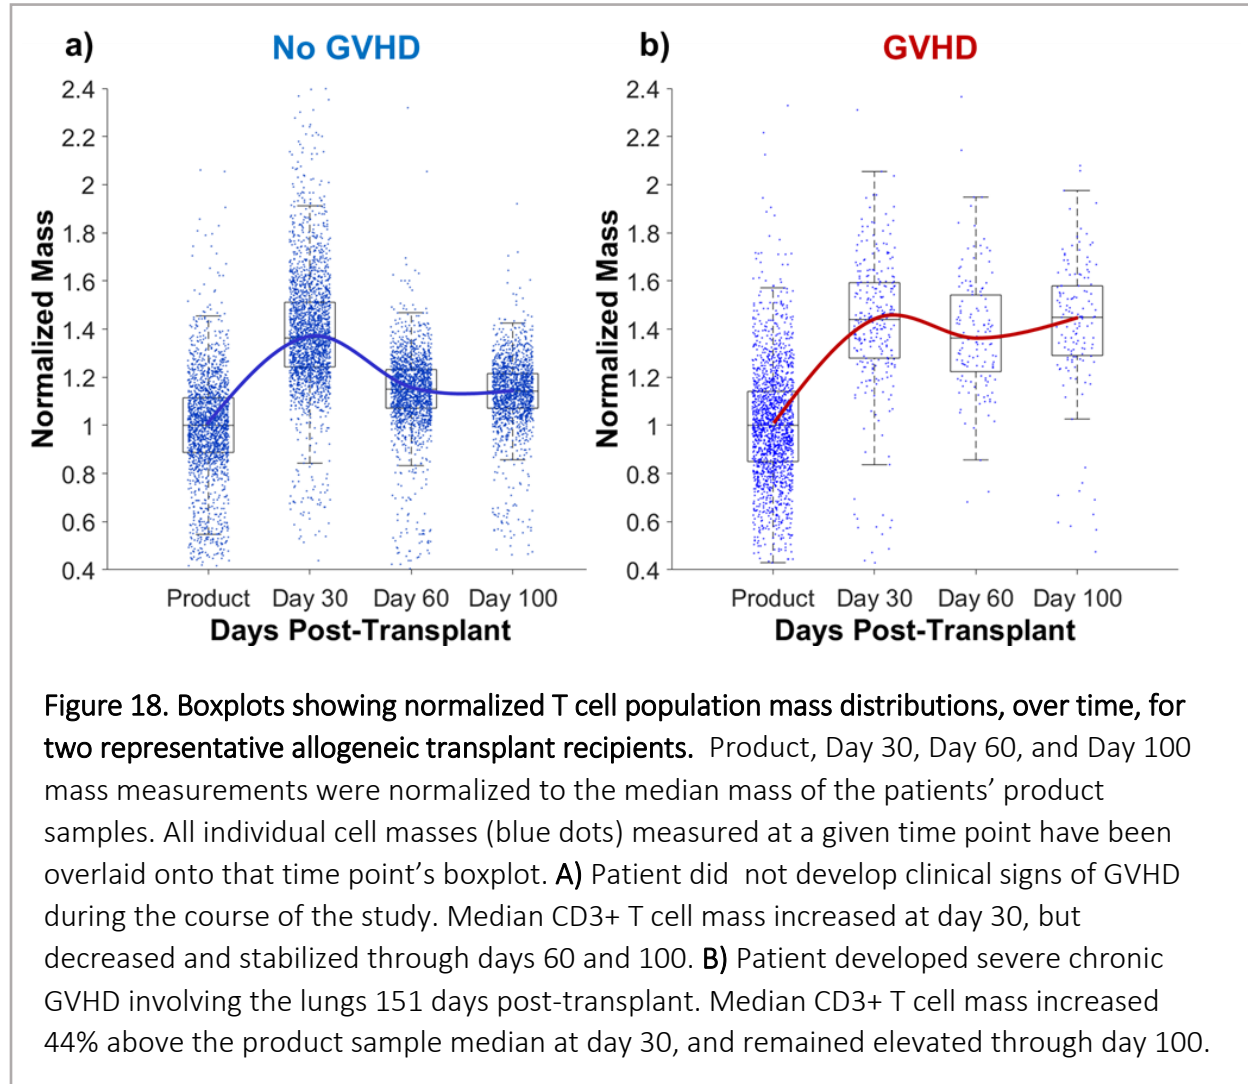 a)
No GVHD
2.4
2.2
2
1.8
1.6
1.4
1.2
1
0.8
0.6
0.4
Normalized Mass
Product Day 30 Day 60 Day 100
Days Post-Transplant
b)
GVHD
2.4
2.2
2
1.8
1.6
1.4
1.2
1
0.8
0.6
0.4
Normalized Mass
Product Day 30 Day 60 Day 100
Days Post-Transplant
Figure 18. Boxplots showing normalized T cell population mass distributions, over time, for
two representative allogeneic transplant recipients. Product, Day 30, Day 60, and Day 100
mass measurements were normalized to the median mass of the patients’ product
samples. All individual cell masses (blue dots) measured at a given time point have been
overlaid onto that time point’s boxplot. A) Patient did  not develop clinical signs of GVHD
during the course of the study. Median CD3+ T cell mass increased at day 30, but
decreased and stabilized through days 60 and 100. B) Patient developed severe chronic
GVHD involving the lungs 151 days post-transplant. Median CD3+ T cell mass increased
44% above the product sample median at day 30, and remained elevated through day 100.